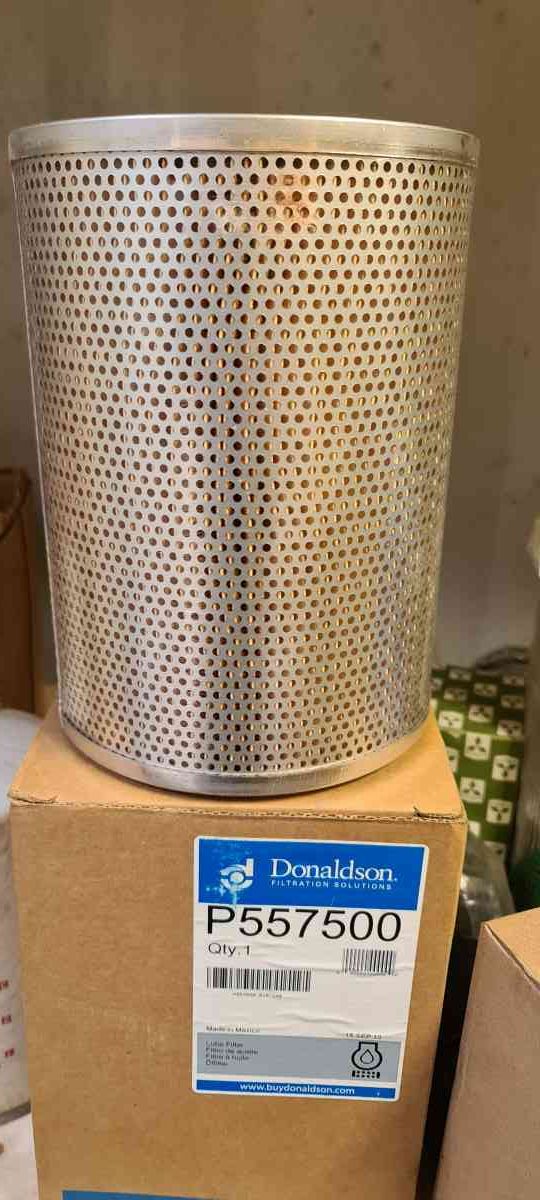 Donaldson.
FILTRATION SOLUTIONS
P557500
Qty. 1
Made in Mexico
Lube Filter
Filtro de aceite
Filtre à huile
Ölfilter
www.buydonaldson.com